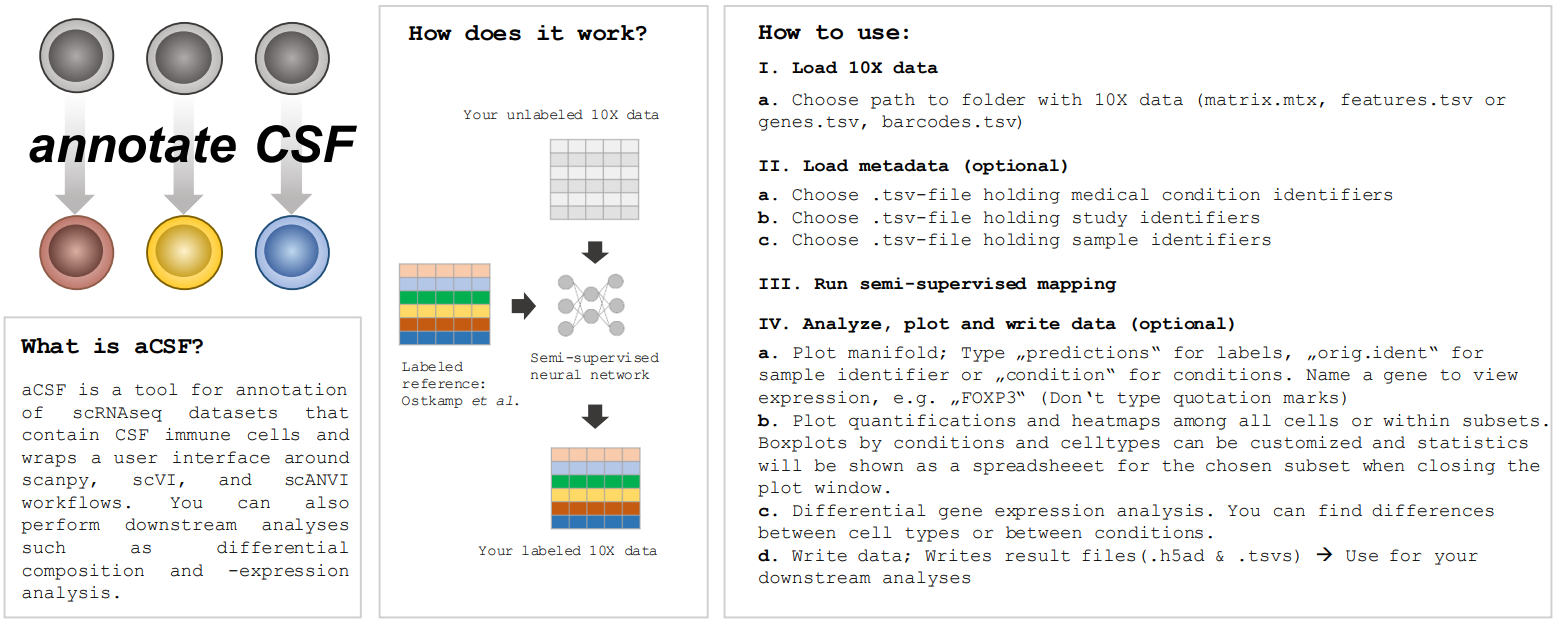 annotate CSF
What is aCSF?
aCSF is a tool for annotation
of scRNAseq datasets that
contain CSF immune cells and
wraps a user interface around
scanpy, scVI, and scANVI
workflows. You can also
perform downstream analyses
such as differential
composition and -expression
analysis.
How does it work?
Your unlabeled 10X data
Labeled
reference:
Ostkamp et al.
Semi-supervised
neural network
Your labeled 10X data
How to use:
I. Load 10X data
a. Choose path to folder with 10X data (matrix.mtx, features.tsv or
genes.tsv, barcodes.tsv)
II. Load metadata (optional)
a. Choose .tsv-file holding medical condition identifiers
b. Choose .tsv-file holding study identifiers
c. Choose .tsv-file holding sample identifiers
III. Run semi-supervised mapping
IV. Analyze, plot and write data (optional)
a. Plot manifold; Type „predictions“ for labels, „orig.ident“ for
sample identifier or „condition“ for conditions. Name a gene to view
expression, e.g. „FOXP3“ (Don‘t type quotation marks)
b. Plot quantifications and heatmaps among all cells or within subsets.
Boxplots by conditions and celltypes can be customized and statistics
will be shown as a spreadsheeet for the chosen subset when closing the
plot window.
c. Differential gene expression analysis. You can find differences
between cell types or between conditions.
d. Write data; Writes result files(.h5ad & .tsvs) → Use for your
downstream analyses